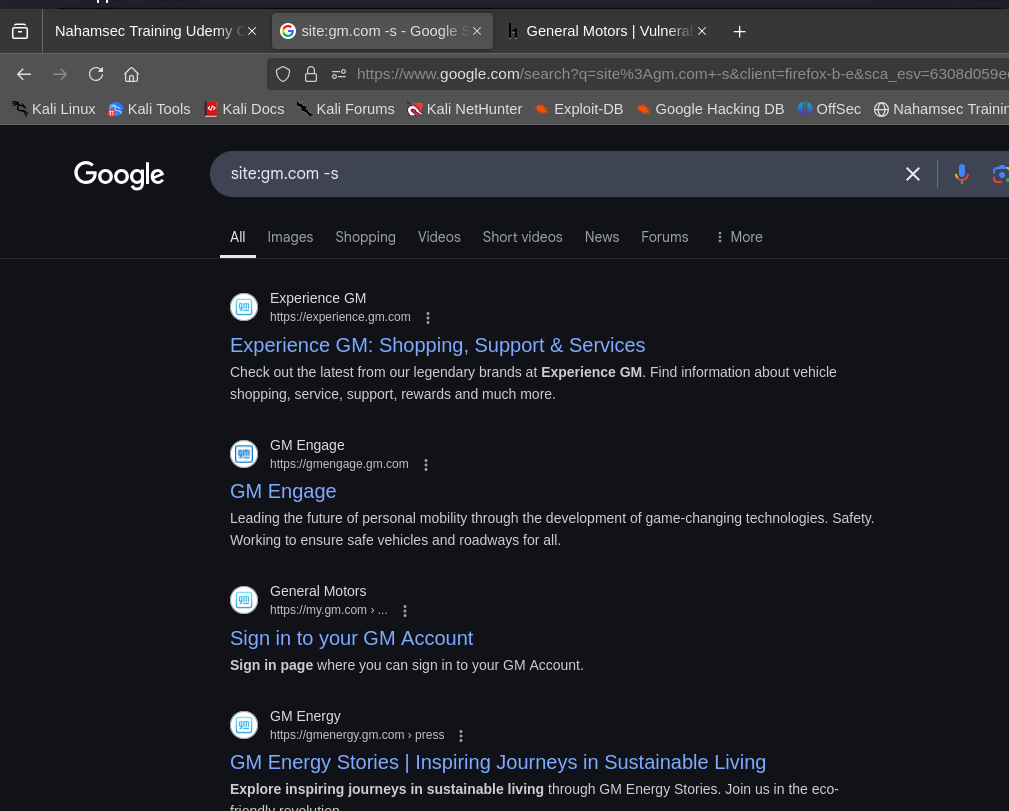 Nahamsec Training Udemy C
site:gm.com -s - Google S
General Motors | Vulneral
https://www.google.com/search?q=site%3Agm.com+-s&client=firefox-b-e&sca_esv=6308d059e
Kali Linux
Kali Tools
Kali Docs
Kali Forums
Kali NetHunter
Exploit-DB
Google Hacking DB
OffSec
Nahamsec Trainin
Google
site:gm.com -s
All
Images
Shopping
Videos
Short videos
News
Forums
More
Experience GM
https://experience.gm.com
Experience GM: Shopping, Support & Services
Check out the latest from our legendary brands at Experience GM. Find information about vehicle
shopping, service, support, rewards and much more.
GM Engage
https://gmengage.gm.com
GM Engage
Leading the future of personal mobility through the development of game-changing technologies. Safety.
Working to ensure safe vehicles and roadways for all.
General Motors
https://my.gm.com › ...
Sign in to your GM Account
Sign in page where you can sign in to your GM Account.
GM Energy
https://gmenergy.gm.com › press
GM Energy Stories | Inspiring Journeys in Sustainable Living
Explore inspiring journeys in sustainable living through GM Energy Stories. Join us in the eco-
friendly revolution